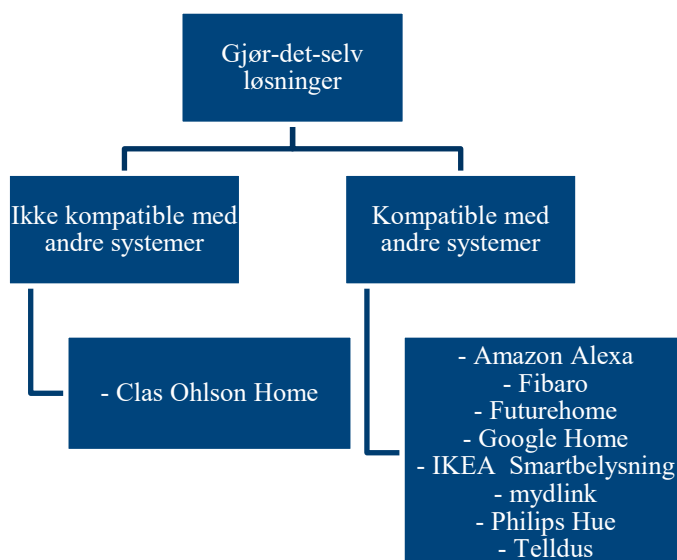 Gjør-det-selv
løsninger
Ikke kompatible med
andre systemer
Kompatible med
andre systemer
- Clas Ohlson Home
- Amazon Alexa
- Fibaro
- Futurehome
- Google Home
- IKEA  Smartbelysning
- mydlink
- Philips Hue
- Telldus